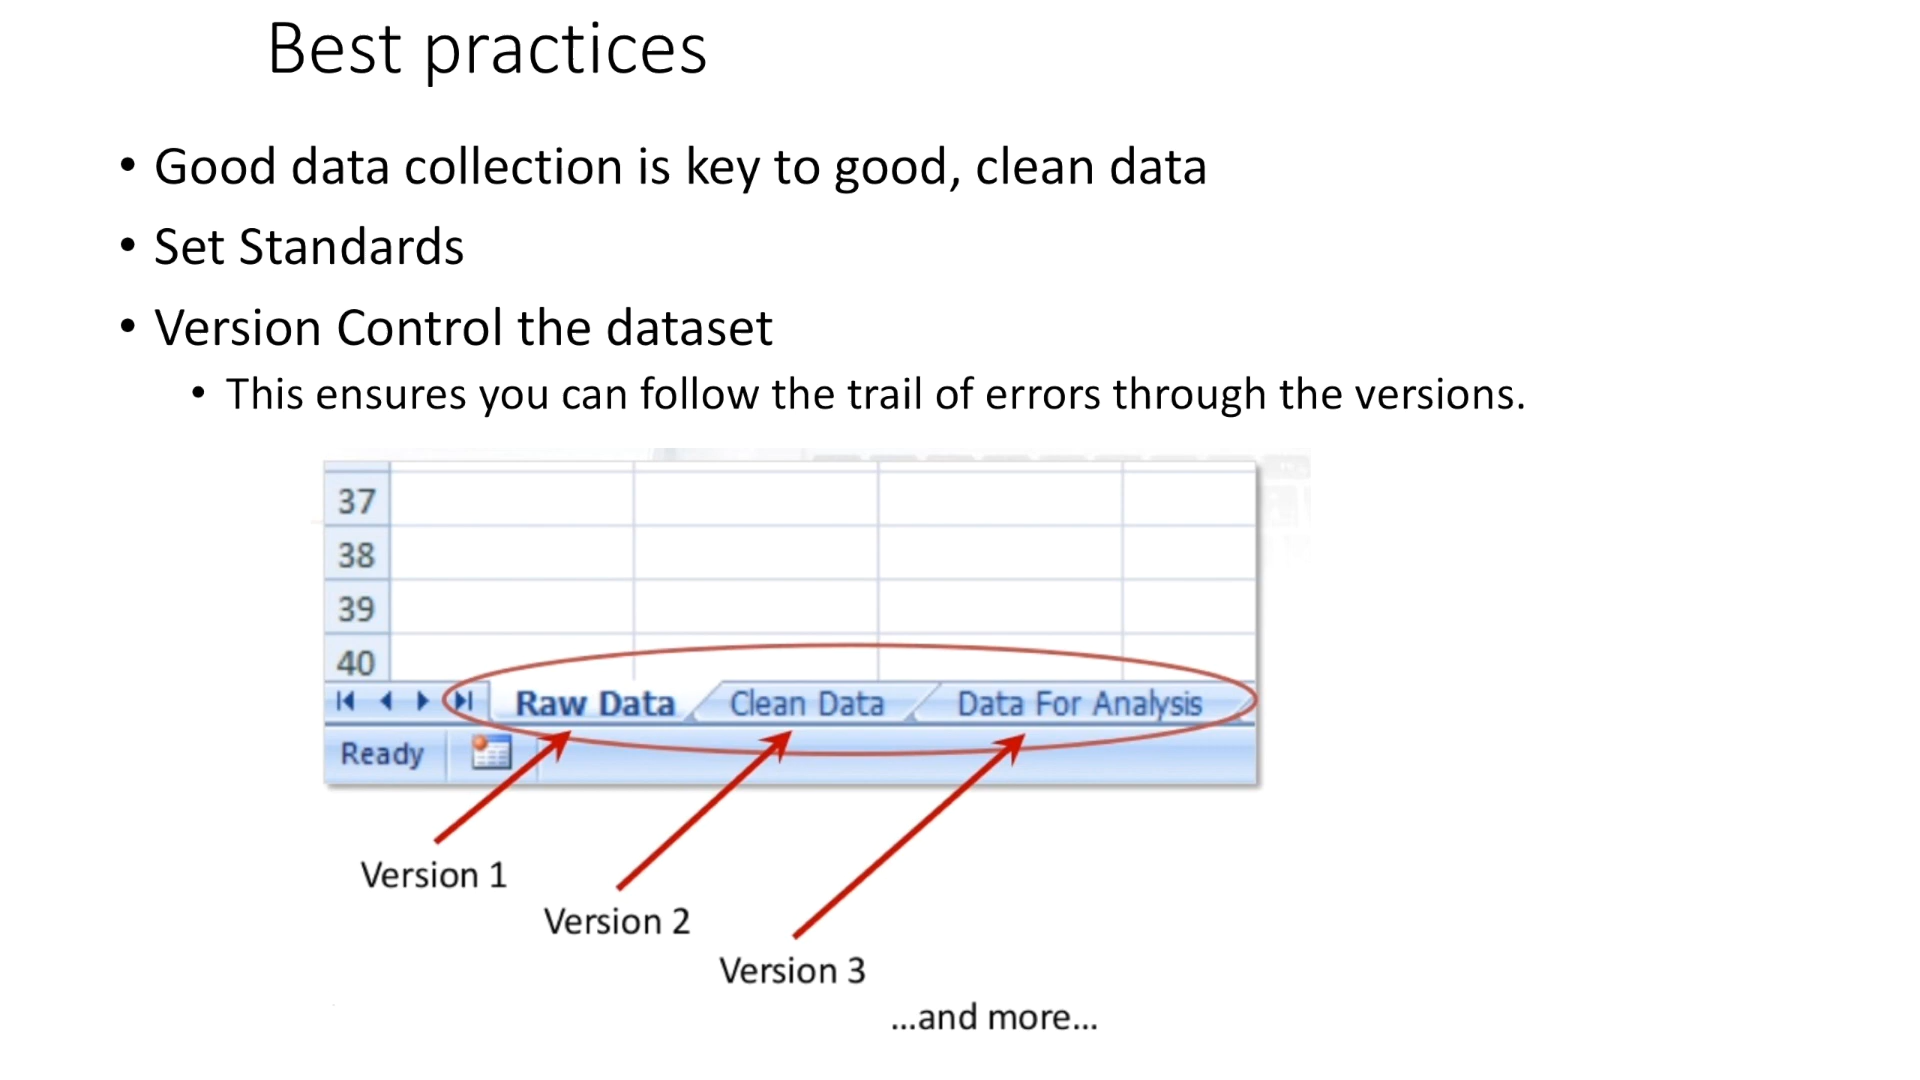 Best practices
• Good data collection is key to good, clean data
• Set Standards
• Version Control the dataset
• This ensures you can follow the trail of errors through the versions.
37
38
39
40
Raw Data Clean Data Data For Analysis
Ready
Version 1
Version 2
Version 3
...and more...